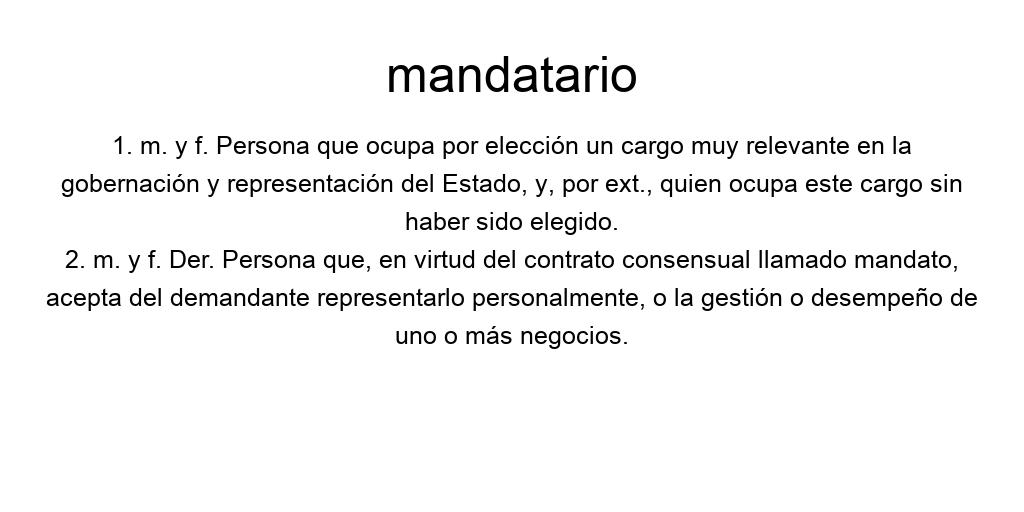 mandatario
1. m. y f. Persona que ocupa por elección un cargo muy relevante en la
gobernación y representación del Estado, y, por ext., quien ocupa este cargo sin
haber sido elegido.
2. m. y f. Der. Persona que, en virtud del contrato consensual llamado mandato,
acepta del demandante representarlo personalmente, o la gestión o desempeño de
uno o más negocios.